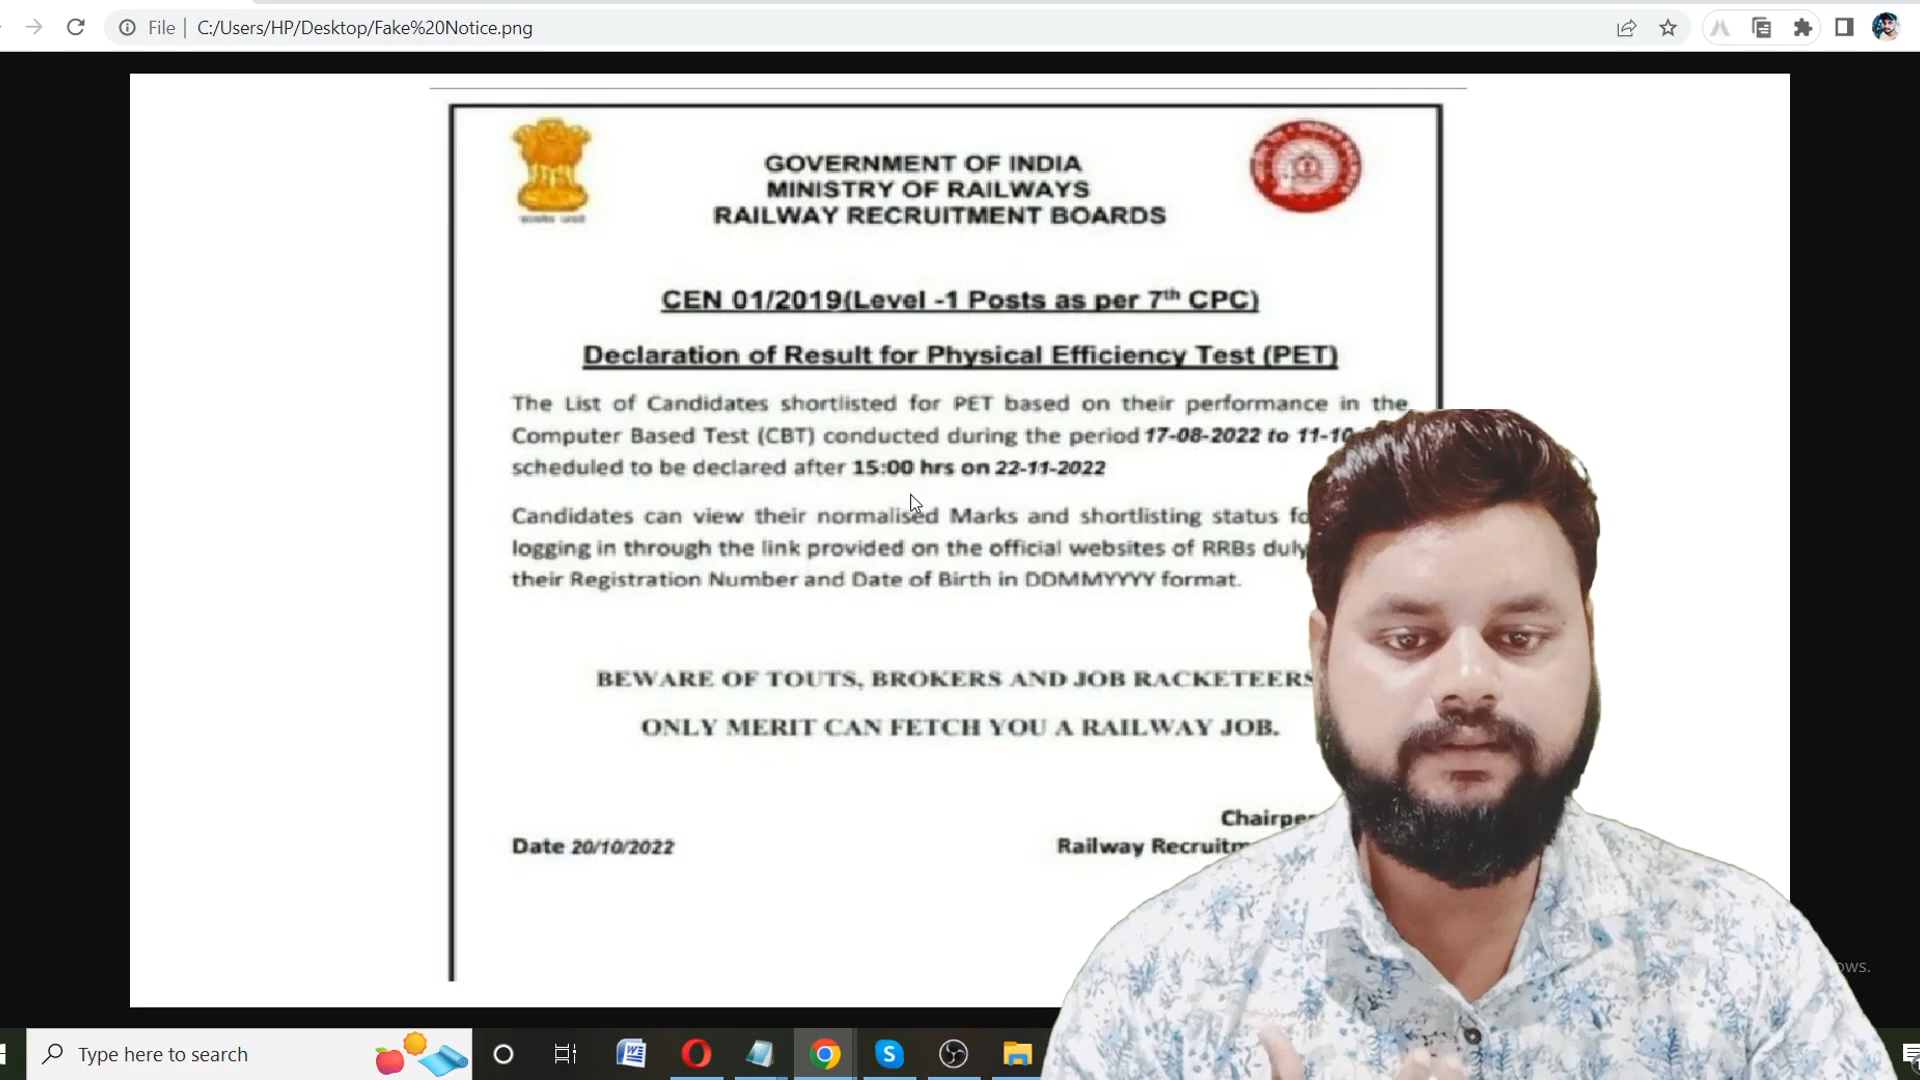 File
C:/Users/HP/Desktop/Fake%20Notice.png
GOVERNMENT OF INDIA
MINISTRY OF RAILWAYS
RAILWAY RECRUITMENT BOARDS
CEN 01/2019(Level -1 Posts as per 7th CPC)
Declaration of Result for Physical Efficiency Test (PET)
The List of Candidates shortlisted for PET based on their performance in the
Computer Based Test (CBT) conducted during the period 17-08-2022 to 11-10
scheduled to be declared after 15:00 hrs on 22-11-2022
Candidates can view their normalised Marks and shortlisting status fo
logging in through the link provided on the official websites of RRBs duly
their Registration Number and Date of Birth in DDMMYYYY format.
BEWARE OF TOUTS, BROKERS AND JOB RACKETEERS
ONLY MERIT CAN FETCH YOU A RAILWAY JOB.
Chairper
Date 20/10/2022
Railway Recruitm
ows.
Type here to search